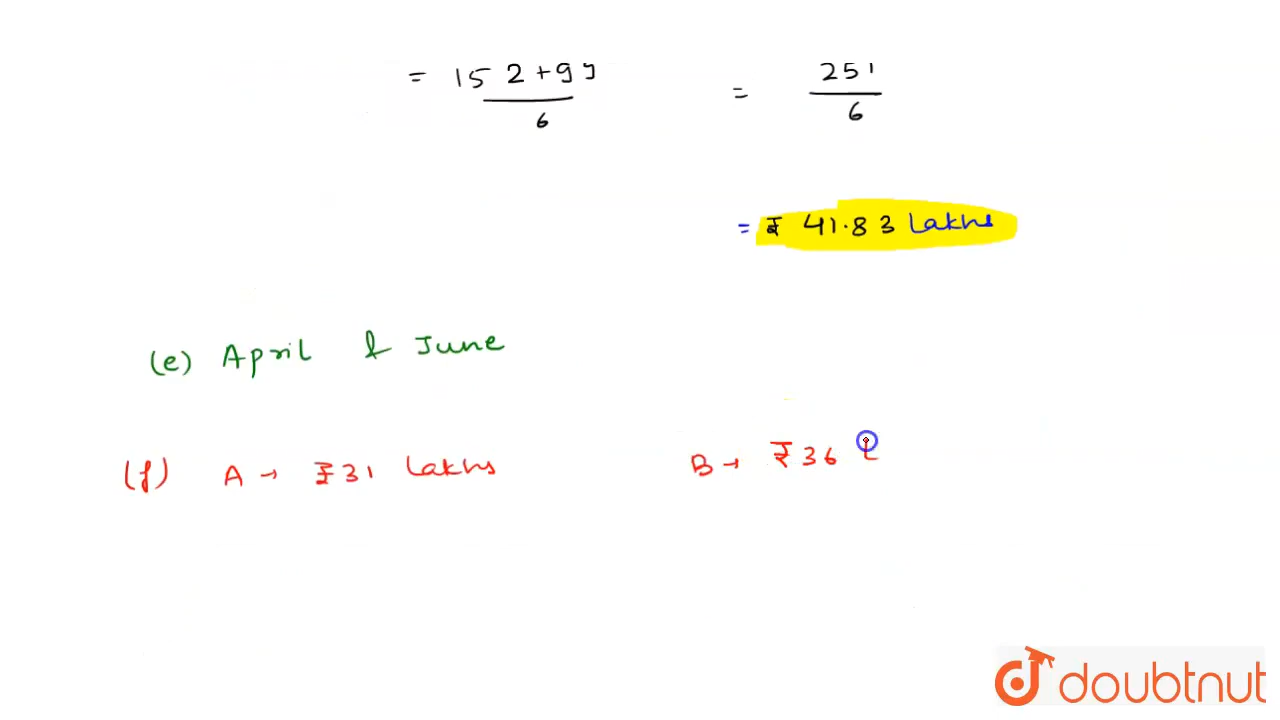 = 152+99 / 6 = 251 / 6
= ₹ 41.83 Lakhs
(e) April & June
(f) A → ₹31 Lakhs B → ₹36 L
doubtnut